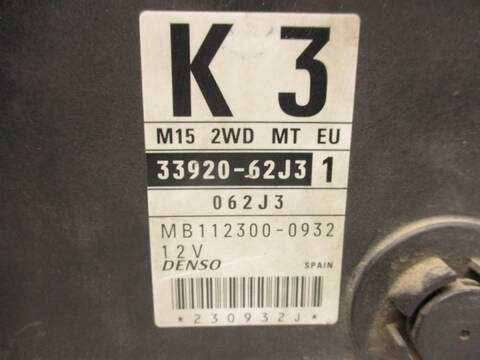 K 3
M15 2WD MT EU
33920-62J3 1
062J3
MB112300-0932
12V
DENSO SPAIN
*230932J*